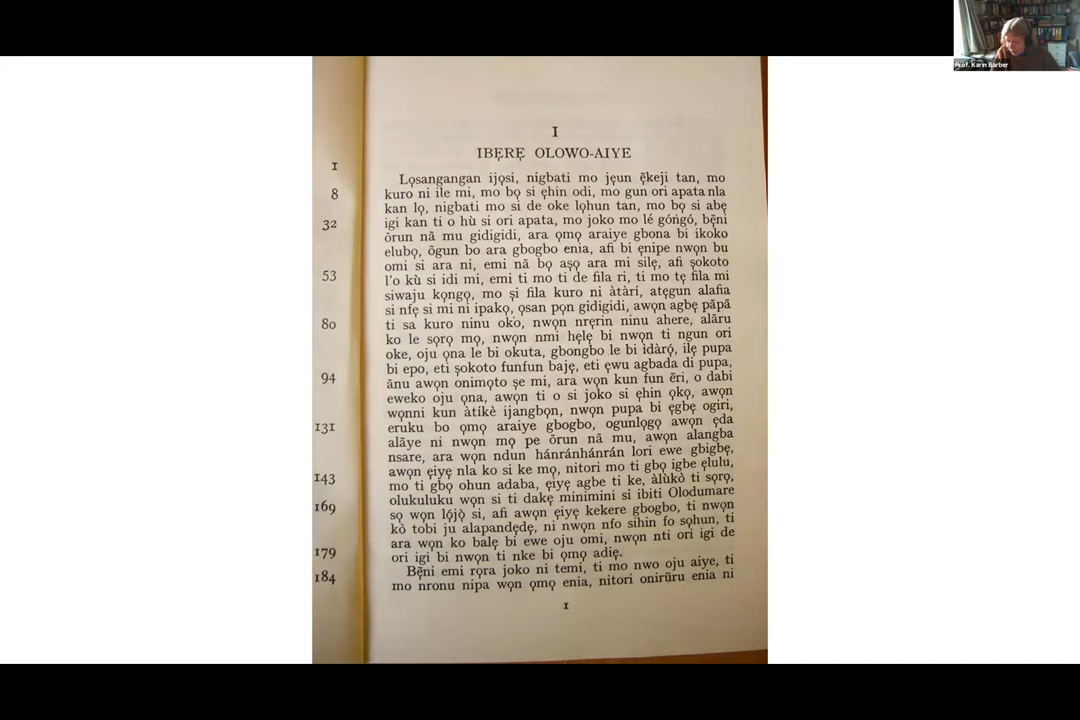 Prof. Karin Barber
1
8
32
53
80
94
131
143
169
179
184
I
IBẸRẸ OLOWO-AIYE
Lọsangangan ijọsi, nigbati mo jẹun ẹ̃keji tan, mo
kuro ni ile mi, mo bọ si ẹhin odi, mo gun ori apata nla
kan lọ, nigbati mo si de oke lọhun tan, mo bọ si abẹ
igi kan ti o hù si ori apata, mo joko mo lé góńgó, bẹ̃ni
õrun nã mu gidigidi, ara ọmọ araiye gbona bi ikoko
elubọ, õgun bo ara gbogbo enia, afi bi ẹnipe nwọn bu
omi si ara ni, emi nã bọ aṣọ ara mi silẹ, afi ṣokoto
l'o kù si idi mi, emi ti mo ti de fila ri, ti mo tẹ fila mi
siwaju kọngọ, mo ṣi fila kuro ni àtàrí, atẹgun alafia
si nfẹ si mi ni ipakọ, ọsan pọn gidigidi, awọn agbẹ pãpã
ti sa kuro ninu oko, nwọn nrẹrin ninu ahere, alãru
ko le sọrọ mọ, nwọn nmi hẹlẹ bi nwọn ti ngun ori
oke, oju ọna le bi okuta, gbongbo le bi ìdàrọ́, ilẹ pupa
bi epo, eti ṣokoto funfun bajẹ, eti ẹwu agbada di pupa,
ãnu awọn onimọto ṣe mi, ara wọn kun fun ẽri, o dabi
eweko oju ọna, awọn ti o si joko si ẹhin ọkọ, awọn
wọnni kun àtíkè ijangbọn, nwọn pupa bi ẹgbẹ ogiri,
eruku bo ọmọ araiye gbogbo, ogunlọgọ awọn ẹda
alãye ni nwọn mọ pe õrun nã mu, awọn alangba
nsare, ara wọn ndun hánránhánrán lori ewe gbigbẹ,
awọn ẹiyẹ nla ko si ke mọ, nitori mo ti gbọ igbe ẹlulu,
mo ti gbọ ohun adaba, ẹiyẹ agbe ti ke, àlùkò ti sọrọ,
olukuluku wọn si ti dakẹ minimini si ibiti Olodumare
sọ wọn lọ́jọ̀ si, afi awọn ẹiyẹ kekere gbogbo, ti nwọn
kò tobi ju alapandẹdẹ, ni nwọn nfo sihin fo sọhun, ti
ara wọn ko balẹ bi ewe oju omi, nwọn nti ori igi de
ori igi bi nwọn ti nke bi ọmọ adiẹ.
Bẹ̃ni emi rọra joko ni temi, ti mo nwo oju aiye, ti
mo nronu nipa wọn ọmọ enia, nitori onirũru enia ni
1